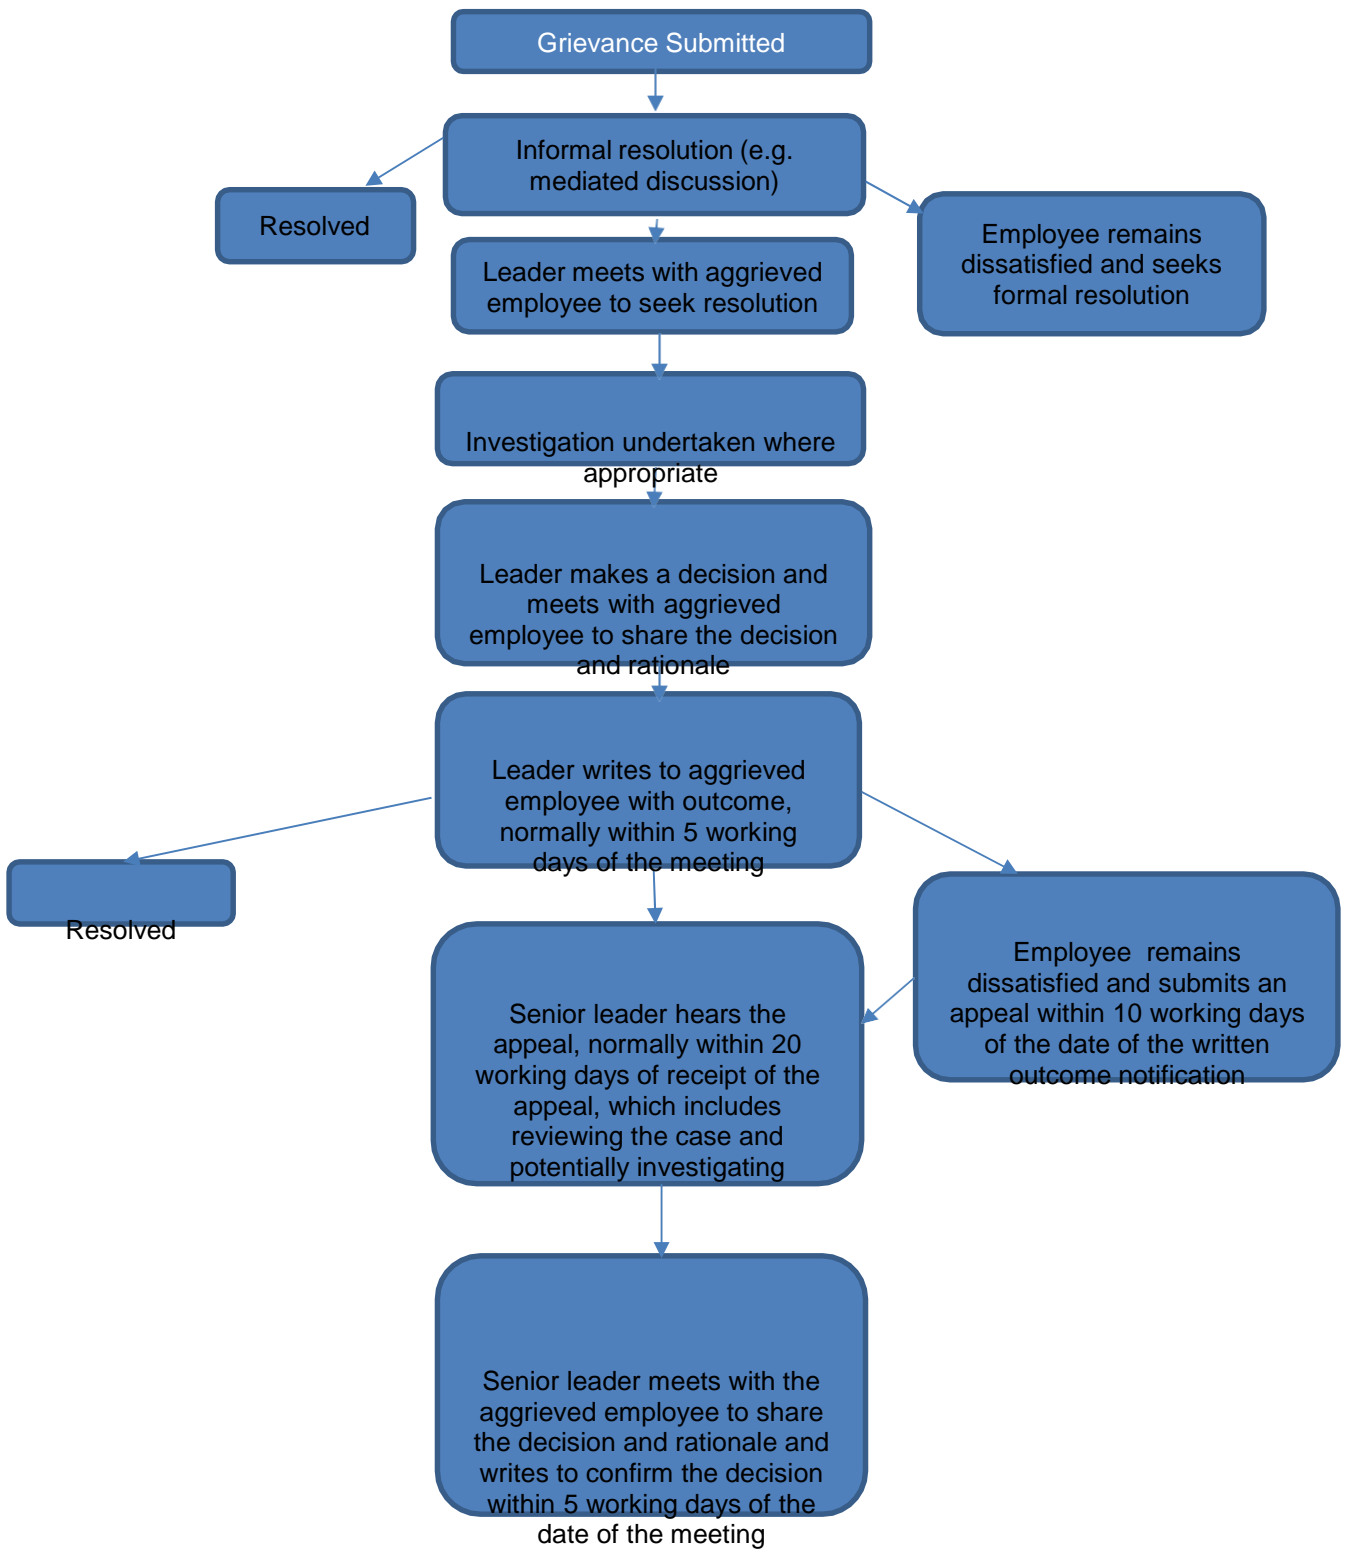 Grievance Submitted
Informal resolution (e.g.
mediated discussion)
Resolved
Employee remains
dissatisfied and seeks
formal resolution
Leader meets with aggrieved
employee to seek resolution
Investigation undertaken where
appropriate
Leader makes a decision and
meets with aggrieved
employee to share the decision
and rationale
Leader writes to aggrieved
employee with outcome,
normally within 5 working
days of the meeting
Resolved
Employee  remains
dissatisfied and submits an
appeal within 10 working days
of the date of the written
outcome notification
Senior leader hears the
appeal, normally within 20
working days of receipt of the
appeal, which includes
reviewing the case and
potentially investigating
Senior leader meets with the
aggrieved employee to share
the decision and rationale and
writes to confirm the decision
within 5 working days of the
date of the meeting